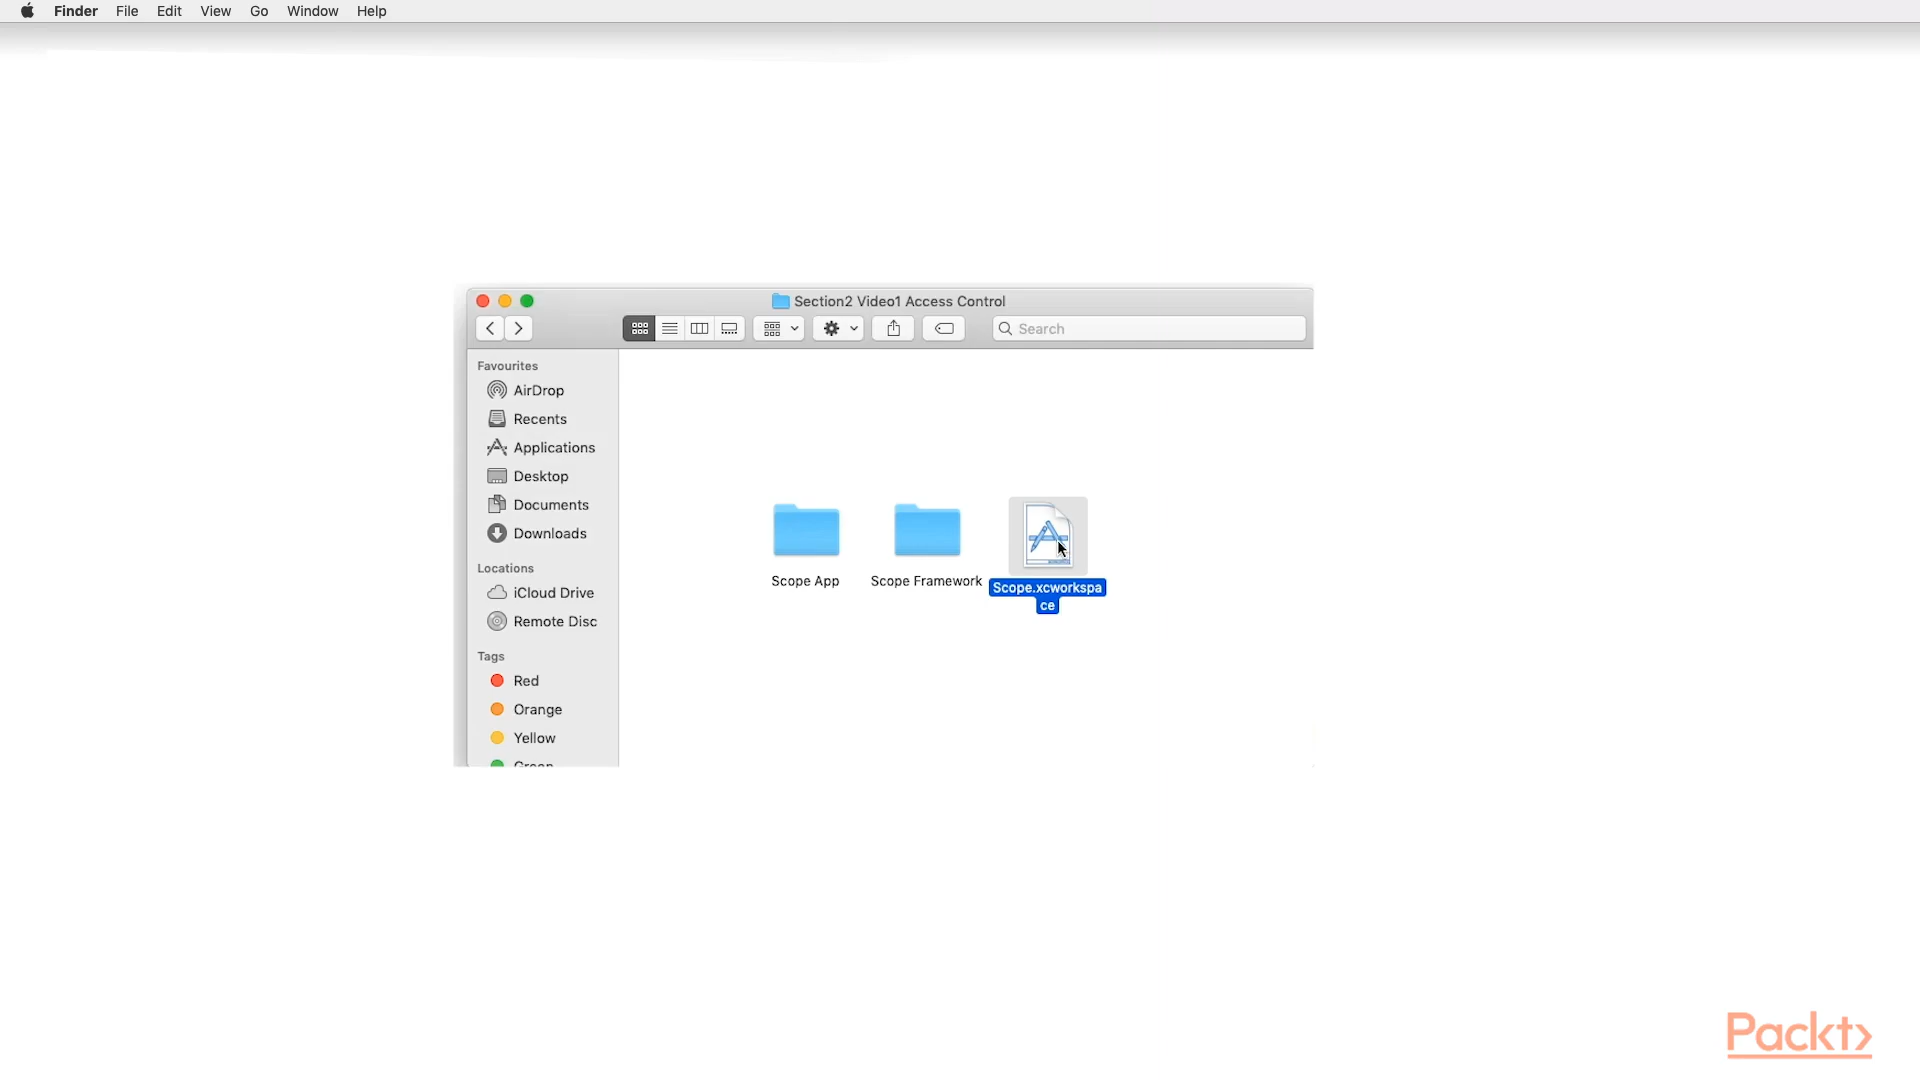 Finder File Edit View Go Window Help
Section2 Video1 Access Control
Search
Favourites
AirDrop
Recents
Applications
Desktop
Documents
Downloads
Locations
iCloud Drive
Remote Disc
Tags
Red
Orange
Yellow
Green
Scope App
Scope Framework
Scope.xcworkspa
ce
Packt>